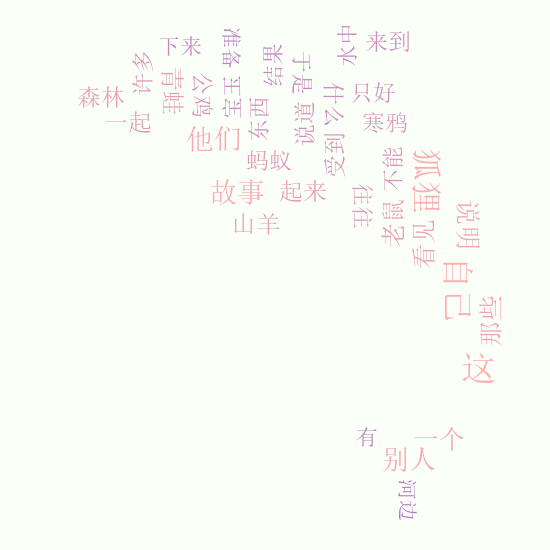 下来
准备
水中
来到
结果
于是
许多
青蛙
公鸡
宝玉
东西
说道
什么
只好
森林
一起
他们
寒鸦
蚂蚁
受到
不能
狐狸
故事
起来
往往
老鼠
看见
说明
山羊
自己
那些
这
有
一个
别人
河边